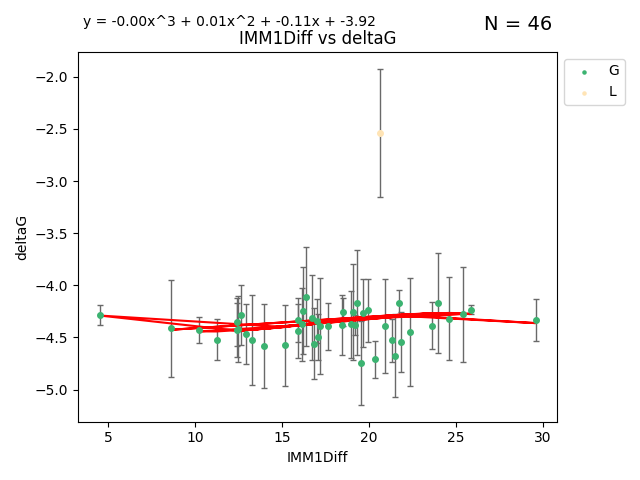 y = -0.00x^3 + 0.01x^2 + -0.11x + -3.92
N = 46
IMM1Diff vs deltaG
G
L
−2.0
−2.5
−3.0
−3.5
−4.0
−4.5
−5.0
deltaG
5 10 15 20 25 30
IMM1Diff